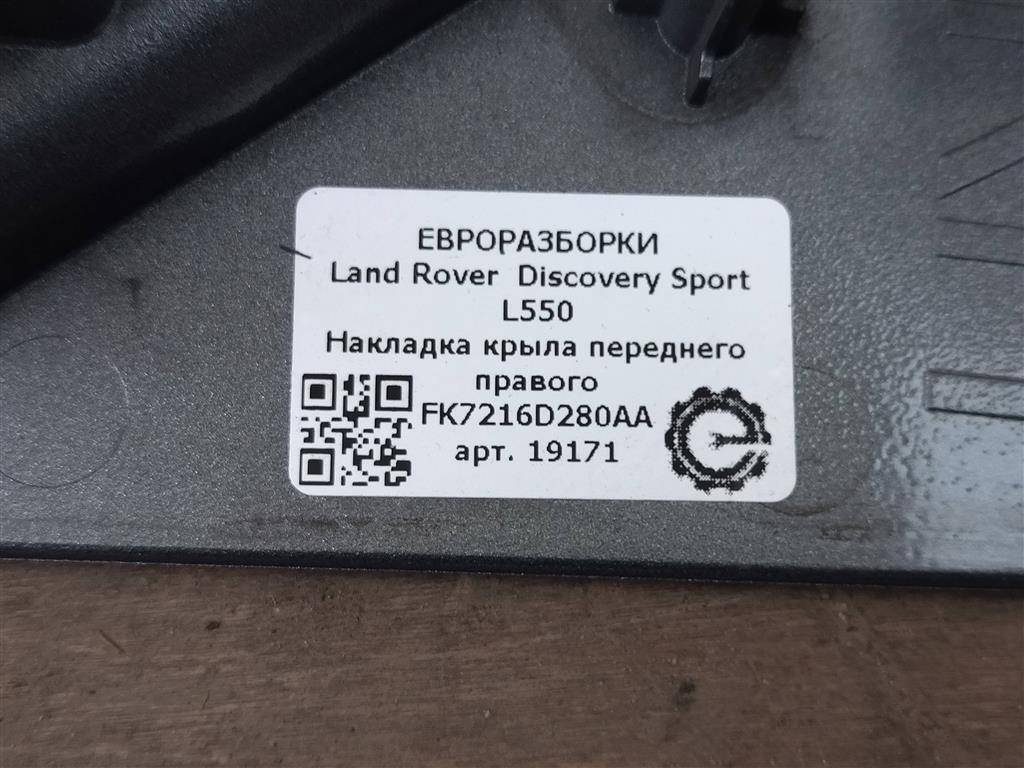 ЕВРОРАЗБОРКИ
Land Rover Discovery Sport
L550
Накладка крыла переднего
правого
FK7216D280AA
арт. 19171